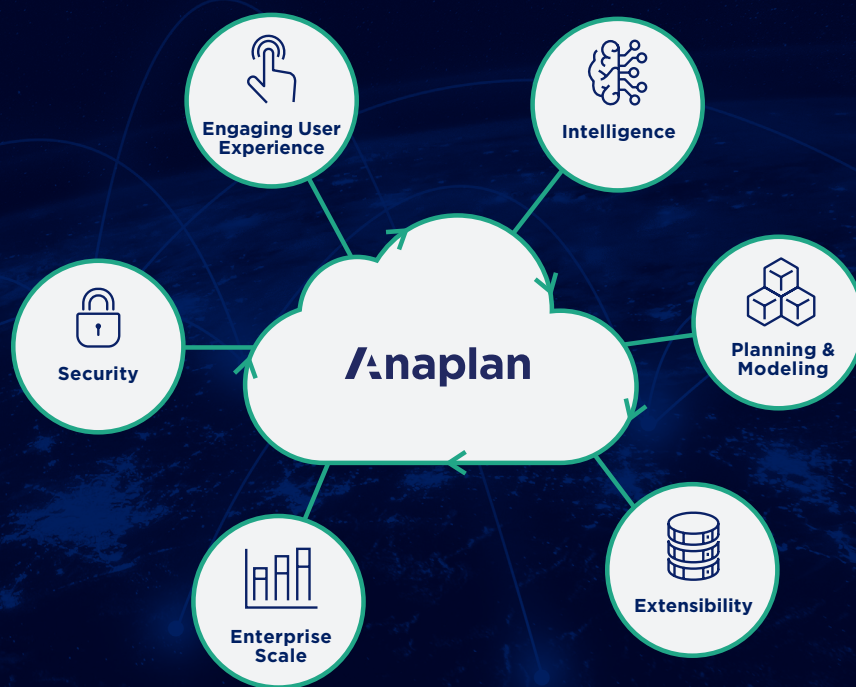 Engaging User
Experience
Intelligence
Security
Anaplan
Planning &
Modeling
Extensibility
Enterprise
Scale